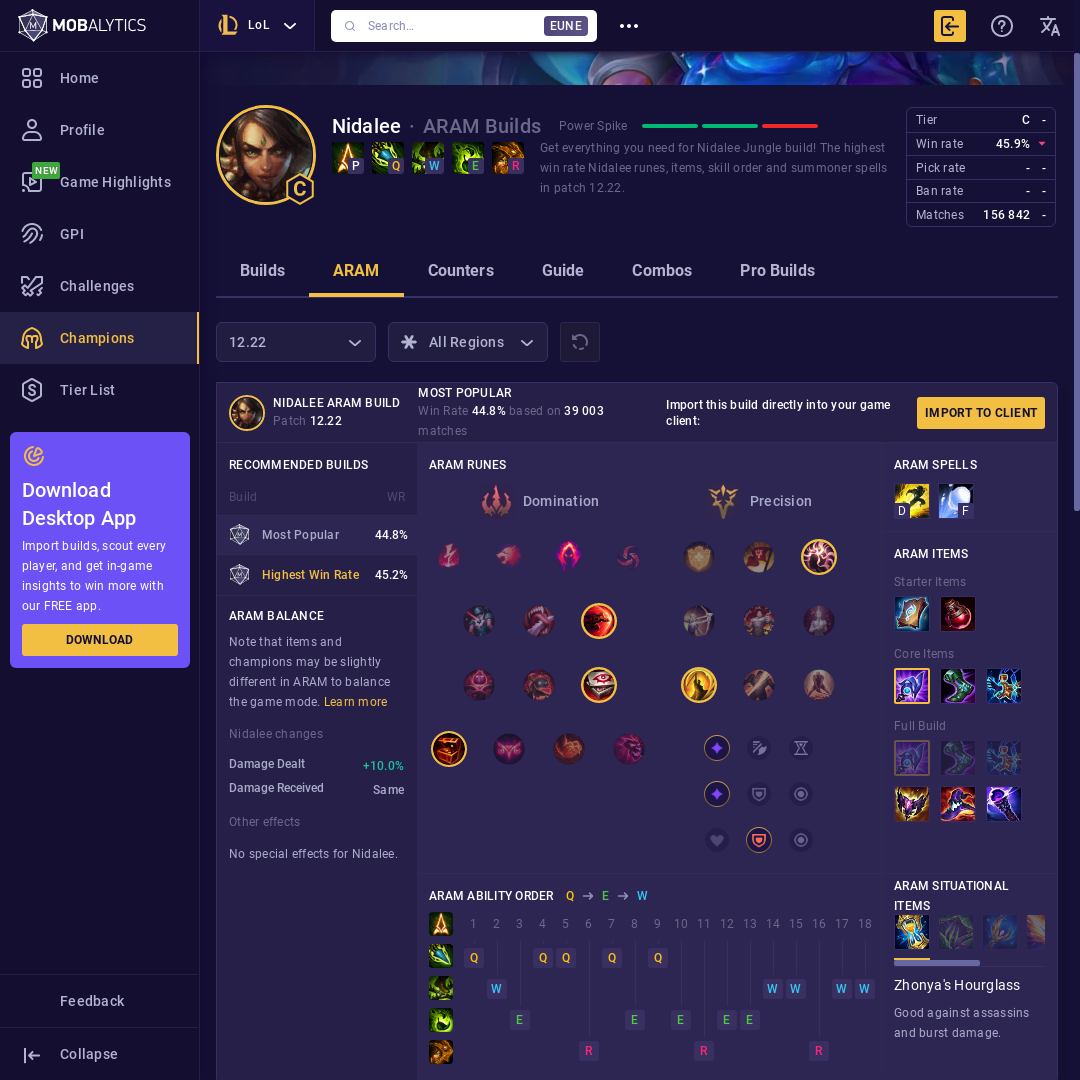 MOBALYTICS
LoL
Search...
EUNE
Home
Profile
NEW
Game Highlights
GPI
Challenges
Champions
Tier List
Download
Desktop App
Import builds, scout every
player, and get in-game
insights to win more with
our FREE app.
DOWNLOAD
Feedback
Collapse
Nidalee · ARAM Builds
Power Spike
P
Q
W
E
R
C
Get everything you need for Nidalee Jungle build! The highest
win rate Nidalee runes, items, skill order and summoner spells
in patch 12.22.
Tier C -
Win rate 45.9%
Pick rate - -
Ban rate - -
Matches 156 842 -
Builds
ARAM
Counters
Guide
Combos
Pro Builds
12.22
All Regions
NIDALEE ARAM BUILD
Patch 12.22
MOST POPULAR
Win Rate 44.8% based on 39 003
matches
Import this build directly into your game
client:
IMPORT TO CLIENT
RECOMMENDED BUILDS
Build WR
Most Popular 44.8%
Highest Win Rate 45.2%
ARAM BALANCE
Note that items and
champions may be slightly
different in ARAM to balance
the game mode. Learn more
Nidalee changes
Damage Dealt +10.0%
Damage Received Same
Other effects
No special effects for Nidalee.
ARAM RUNES
Domination
Precision
ARAM ABILITY ORDER Q → E → W
1 2 3 4 5 6 7 8 9 10 11 12 13 14 15 16 17 18
Q Q Q Q Q
W W W W W
E E E E E
R R R
ARAM SPELLS
D
F
ARAM ITEMS
Starter Items
Core Items
Full Build
ARAM SITUATIONAL
ITEMS
Zhonya's Hourglass
Good against assassins
and burst damage.